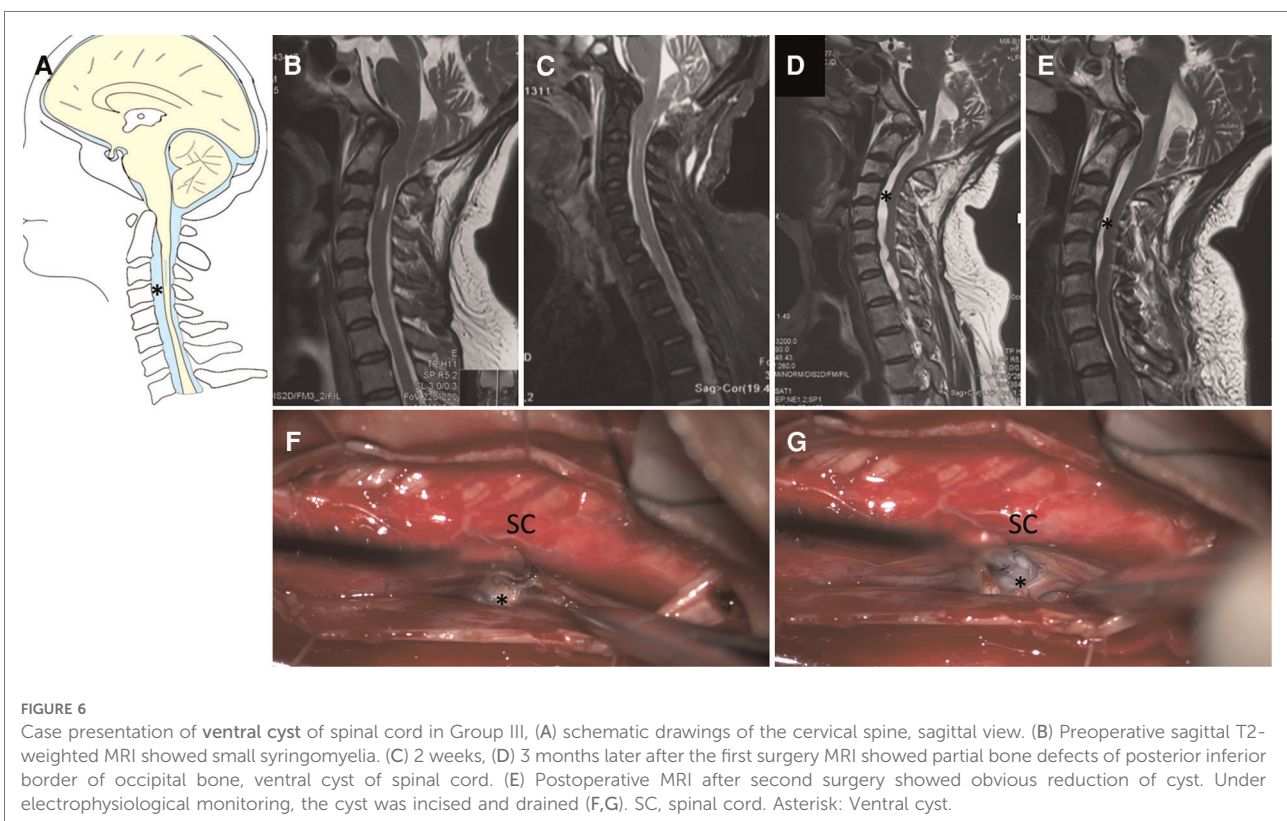 A
B
C
D
E
1311
E
TP H11
SP R5.2
SL 3.0/0.3
FoV 220*220
IS2D/FM3_2/FIL
D
Sag>Cor(19.4
*
*
*
3200.0
93.0
48.43
1260.0
M/NORM/DIS2D/FM/FIL
SAT1
EP;NE1.2;SP1
F
SC
*
G
SC
*
FIGURE 6
Case presentation of ventral cyst of spinal cord in Group III, (A) schematic drawings of the cervical spine, sagittal view. (B) Preoperative sagittal T2-
weighted MRI showed small syringomyelia. (C) 2 weeks, (D) 3 months later after the first surgery MRI showed partial bone defects of posterior inferior
border of occipital bone, ventral cyst of spinal cord. (E) Postoperative MRI after second surgery showed obvious reduction of cyst. Under
electrophysiological monitoring, the cyst was incised and drained (F,G). SC, spinal cord. Asterisk: Ventral cyst.